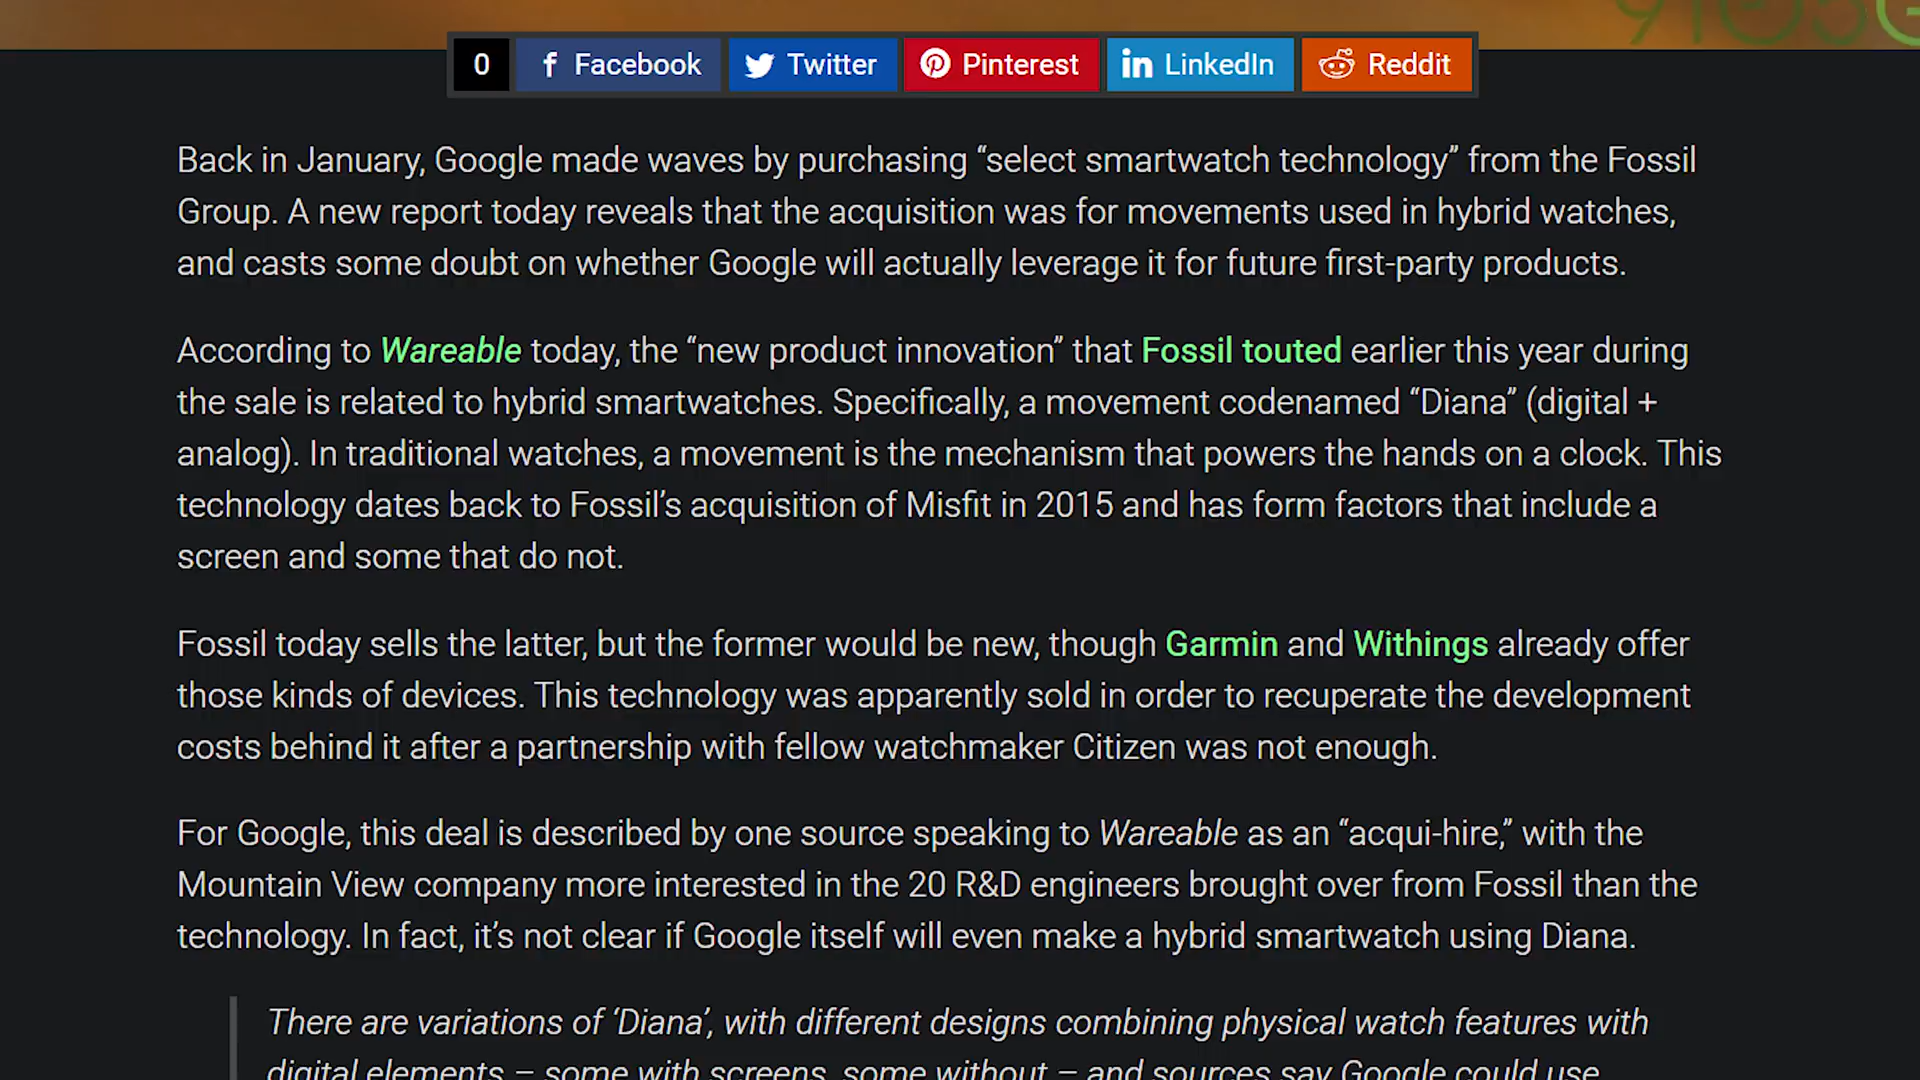 9TO5G
0 Facebook Twitter Pinterest LinkedIn Reddit
Back in January, Google made waves by purchasing “select smartwatch technology” from the Fossil
Group. A new report today reveals that the acquisition was for movements used in hybrid watches,
and casts some doubt on whether Google will actually leverage it for future first-party products.
According to Wareable today, the “new product innovation” that Fossil touted earlier this year during
the sale is related to hybrid smartwatches. Specifically, a movement codenamed “Diana” (digital +
analog). In traditional watches, a movement is the mechanism that powers the hands on a clock. This
technology dates back to Fossil’s acquisition of Misfit in 2015 and has form factors that include a
screen and some that do not.
Fossil today sells the latter, but the former would be new, though Garmin and Withings already offer
those kinds of devices. This technology was apparently sold in order to recuperate the development
costs behind it after a partnership with fellow watchmaker Citizen was not enough.
For Google, this deal is described by one source speaking to Wareable as an “acqui-hire,” with the
Mountain View company more interested in the 20 R&D engineers brought over from Fossil than the
technology. In fact, it’s not clear if Google itself will even make a hybrid smartwatch using Diana.
There are variations of ‘Diana’, with different designs combining physical watch features with
digital elements – some with screens, some without – and sources say Google could use